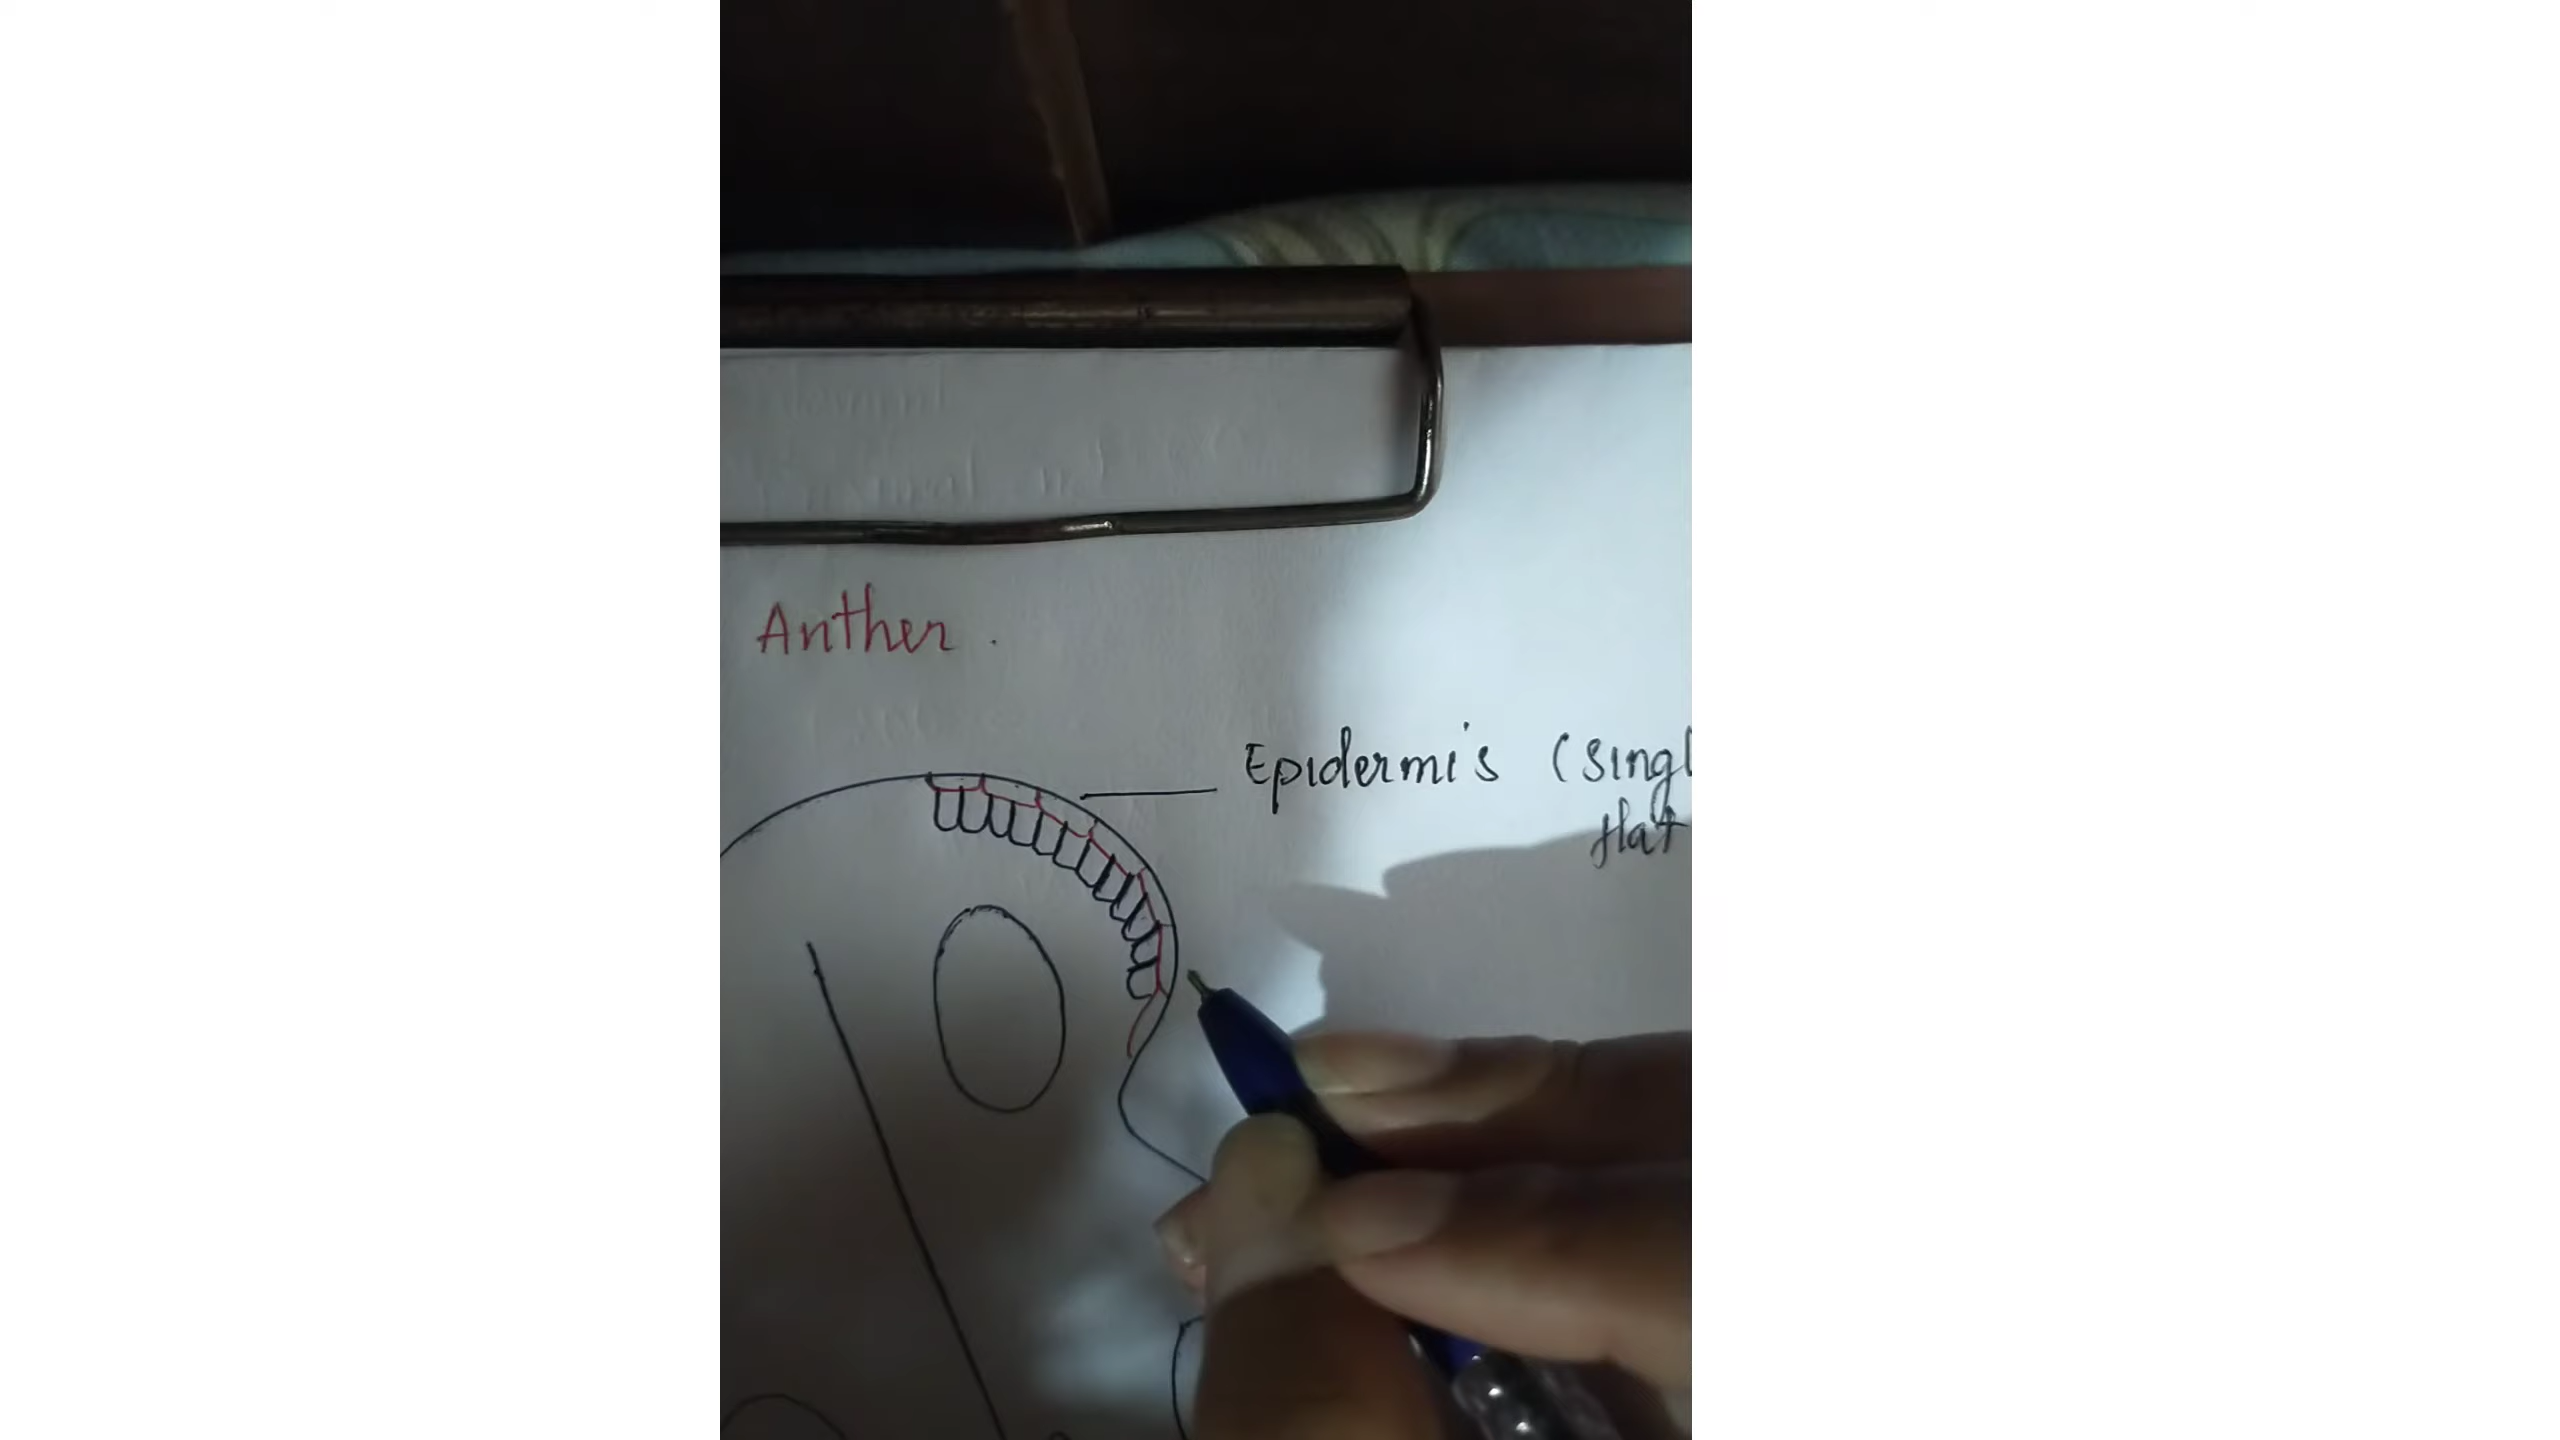 Anther.
Epidermis (singl
flat